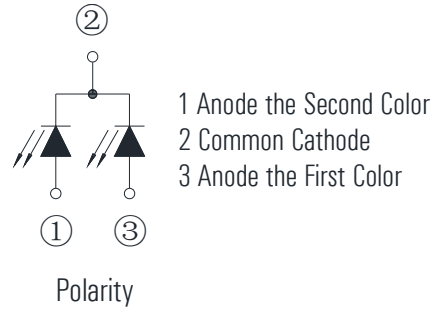 ②
1 Anode the Second Color
2 Common Cathode
3 Anode the First Color
① ③
Polarity